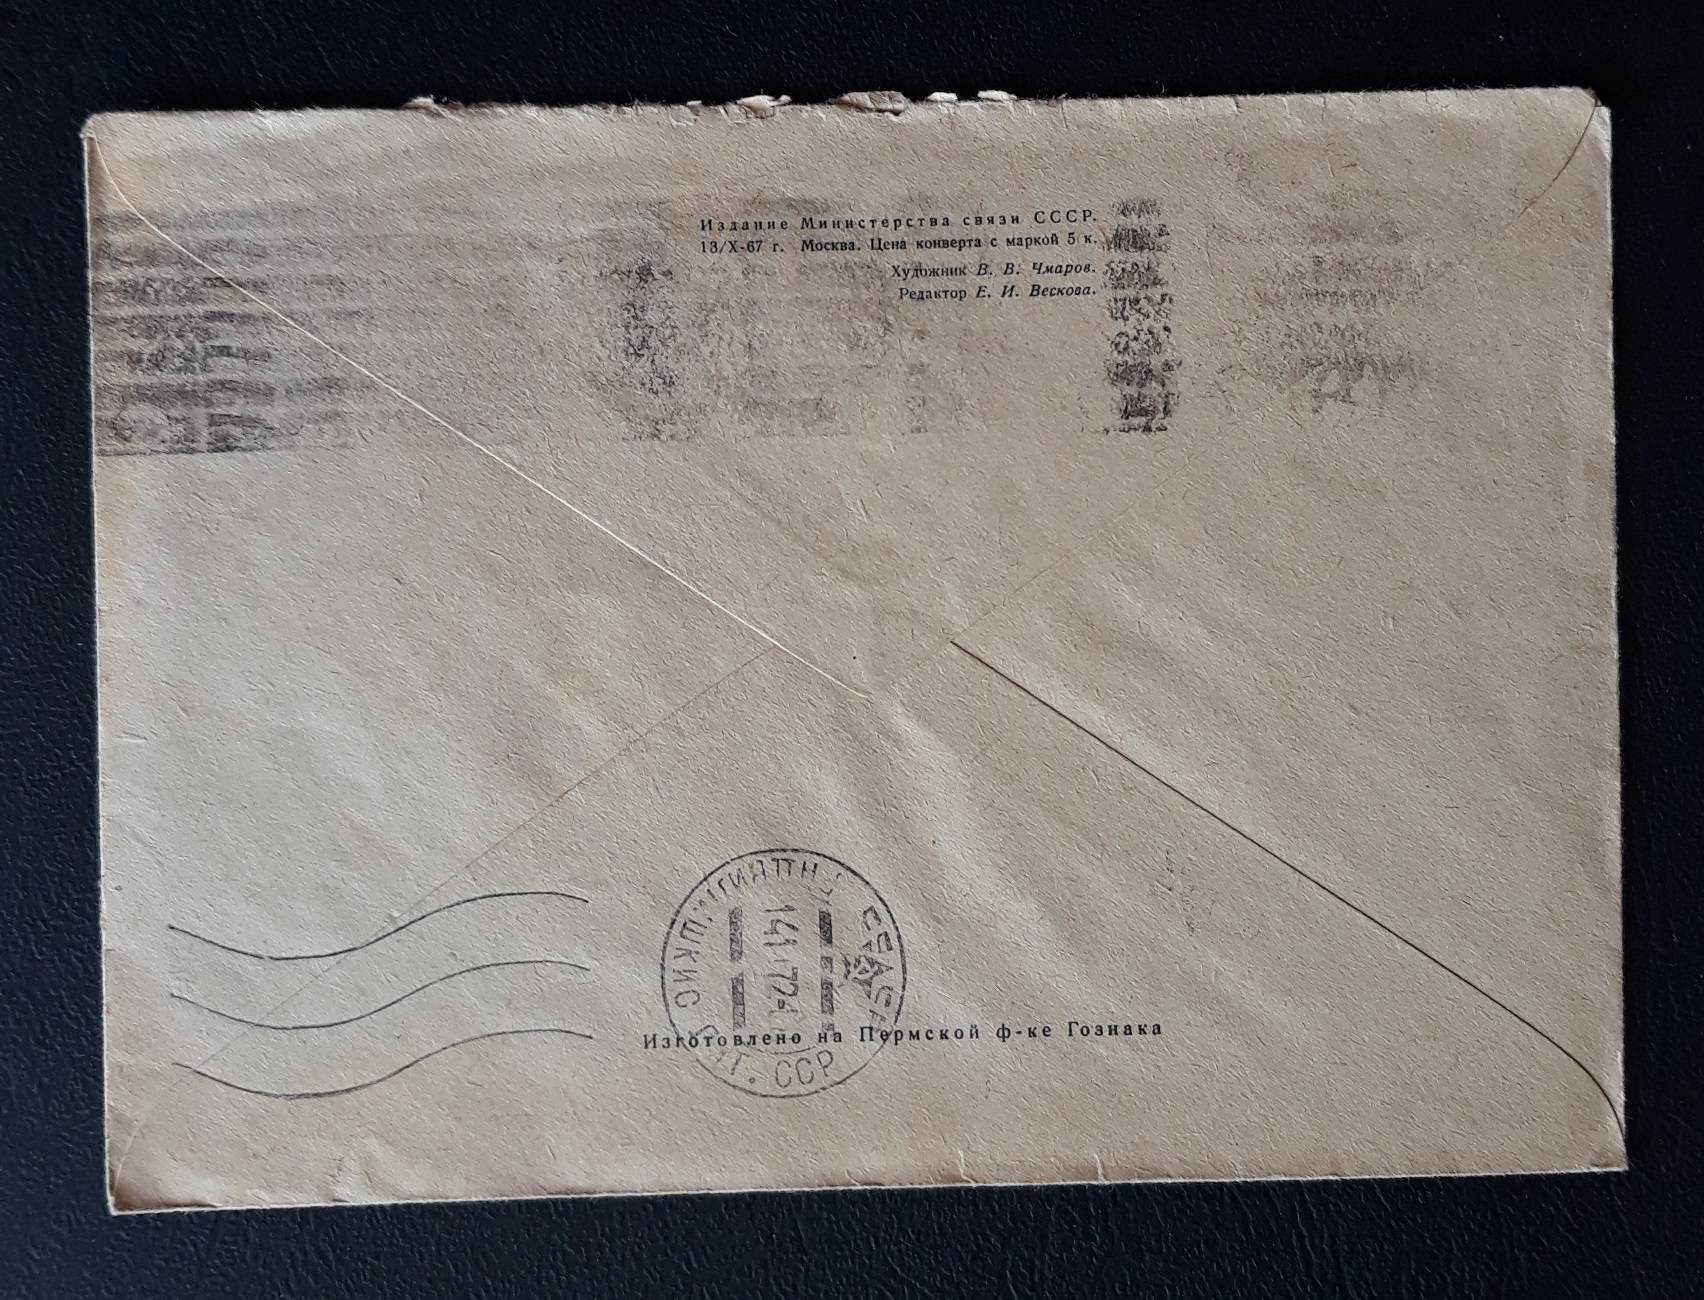 Издание Министерства связи СССР.
13/X-67 г. Москва. Цена конверта с маркой 5 к.
Художник В. В. Чмаров.
Редактор Е. И. Вескова.
ССР
Изготовлено на Пермской ф-ке Гознака